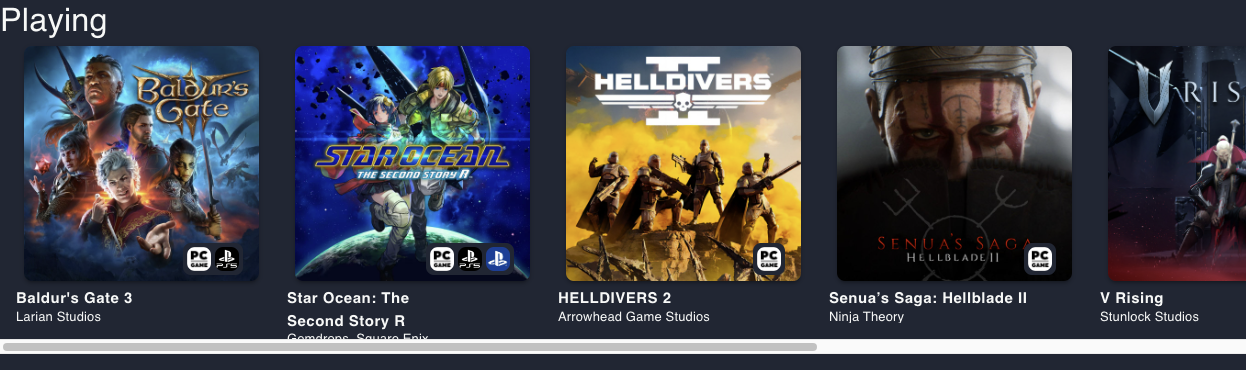 Playing
BALDUR'S
GATE
PC
GAME
PS5
STAR OCEAN
THE SECOND STORY R
PC
GAME
PS5
II
HELLDIVERS
PC
GAME
SENUA'S SAGA
HELLBLADE II
PC
GAME
V RIS
Baldur's Gate 3
Larian Studios
Star Ocean: The
Second Story R
Gemdrops, Square Enix
HELLDIVERS 2
Arrowhead Game Studios
Senua’s Saga: Hellblade II
Ninja Theory
V Rising
Stunlock Studios